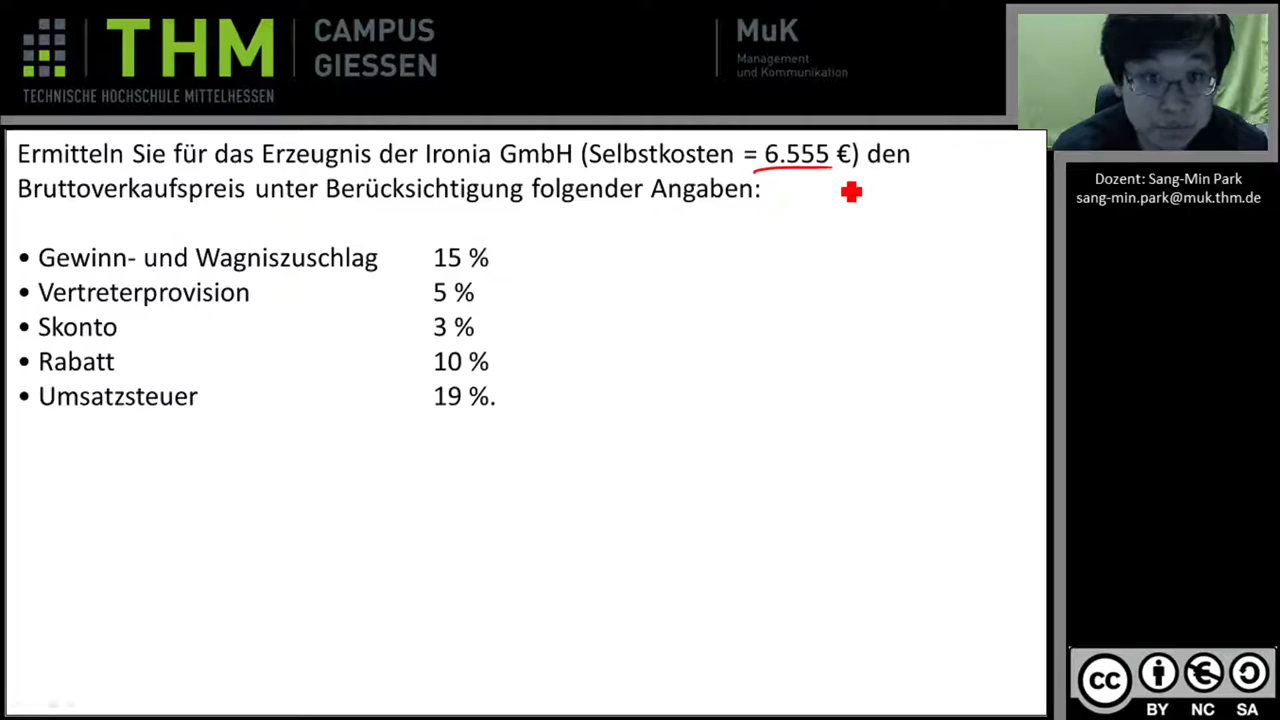 THM
CAMPUS
GIESSEN
TECHNISCHE HOCHSCHULE MITTELHESSEN
MuK
Management
und Kommunikation
Ermitteln Sie für das Erzeugnis der Ironia GmbH (Selbstkosten = 6.555 €) den
Bruttoverkaufspreis unter Berücksichtigung folgender Angaben:
• Gewinn- und Wagniszuschlag 15 %
• Vertreterprovision 5 %
• Skonto 3 %
• Rabatt 10 %
• Umsatzsteuer 19 %.
Dozent: Sang-Min Park
sang-min.park@muk.thm.de
cc
BY NC SA